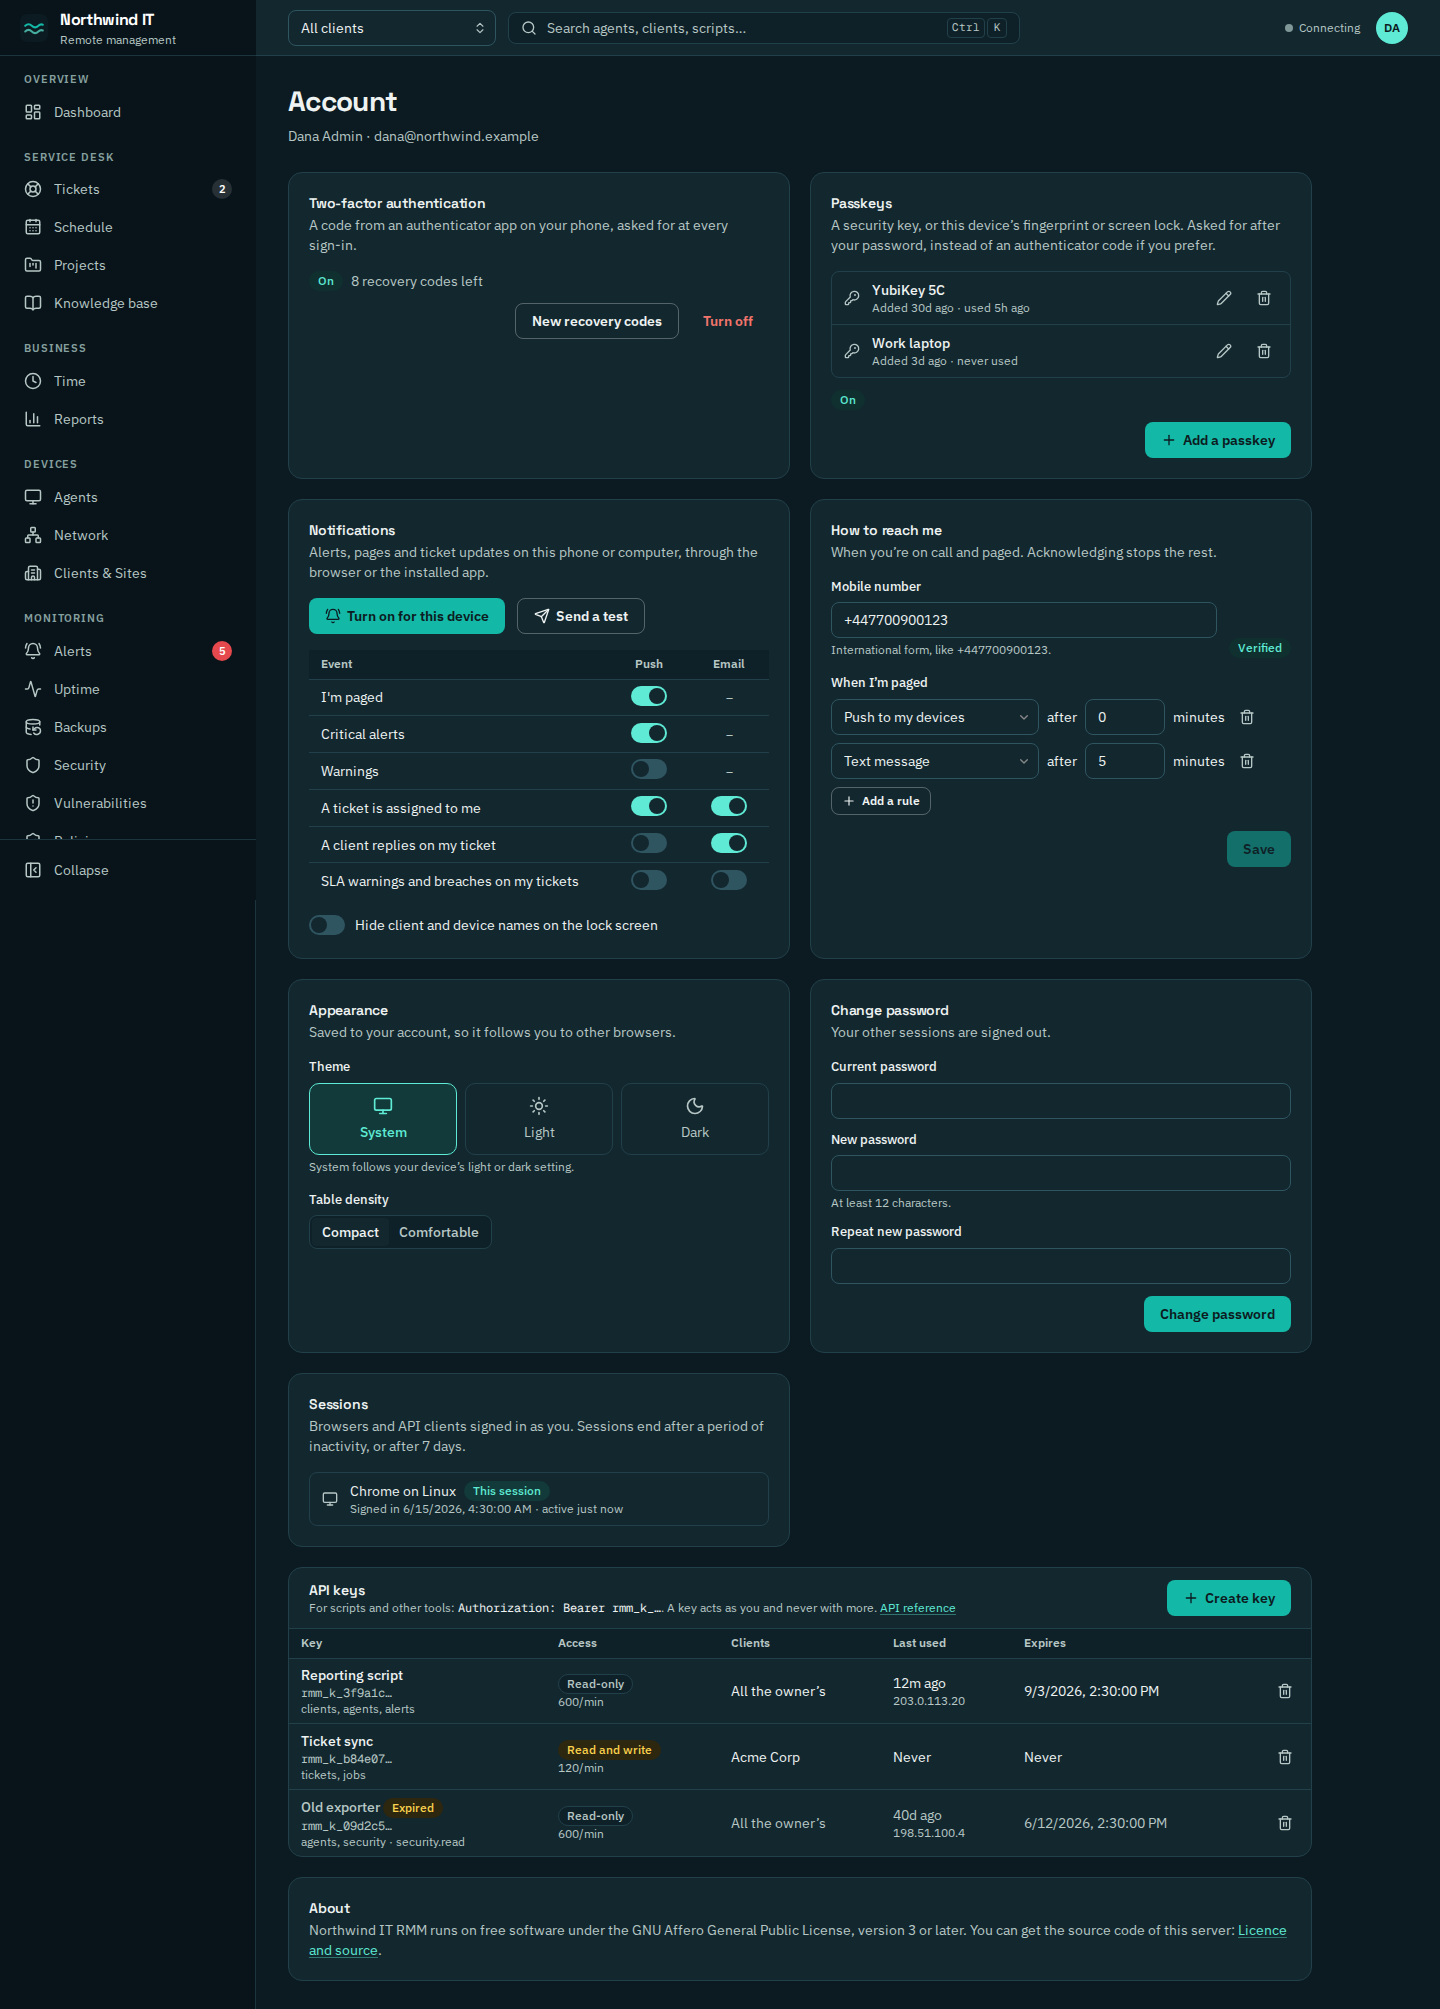 Northwind IT
Remote management
All clients
Search agents, clients, scripts...
Ctrl K
Connecting
DA
OVERVIEW
Dashboard
SERVICE DESK
Tickets 2
Schedule
Projects
Knowledge base
BUSINESS
Time
Reports
DEVICES
Agents
Network
Clients & Sites
MONITORING
Alerts 5
Uptime
Backups
Security
Vulnerabilities
Collapse
Account
Dana Admin · dana@northwind.example
Two-factor authentication
A code from an authenticator app on your phone, asked for at every
sign-in.
On 8 recovery codes left
New recovery codes Turn off
Passkeys
A security key, or this device’s fingerprint or screen lock. Asked for after
your password, instead of an authenticator code if you prefer.
YubiKey 5C
Added 30d ago · used 5h ago
Work laptop
Added 3d ago · never used
On
Add a passkey
Notifications
Alerts, pages and ticket updates on this phone or computer, through the
browser or the installed app.
Turn on for this device Send a test
Event Push Email
I'm paged –
Critical alerts –
Warnings –
A ticket is assigned to me
A client replies on my ticket
SLA warnings and breaches on my tickets
Hide client and device names on the lock screen
How to reach me
When you’re on call and paged. Acknowledging stops the rest.
Mobile number
+447700900123
International form, like +447700900123.
Verified
When I’m paged
Push to my devices after 0 minutes
Text message after 5 minutes
Add a rule
Save
Appearance
Saved to your account, so it follows you to other browsers.
Theme
System Light Dark
System follows your device’s light or dark setting.
Table density
Compact Comfortable
Change password
Your other sessions are signed out.
Current password
New password
At least 12 characters.
Repeat new password
Change password
Sessions
Browsers and API clients signed in as you. Sessions end after a period of
inactivity, or after 7 days.
Chrome on Linux This session
Signed in 6/15/2026, 4:30:00 AM · active just now
API keys
For scripts and other tools: Authorization: Bearer rmm_k_…. A key acts as you and never with more. API reference
Create key
Key Access Clients Last used Expires
Reporting script
rmm_k_3f9a1c…
clients, agents, alerts
Read-only
600/min
All the owner’s
12m ago
203.0.113.20
9/3/2026, 2:30:00 PM
Ticket sync
rmm_k_b84e07…
tickets, jobs
Read and write
120/min
Acme Corp
Never
Never
Old exporter Expired
rmm_k_09d2c5…
agents, security · security.read
Read-only
600/min
All the owner’s
40d ago
198.51.100.4
6/12/2026, 2:30:00 PM
About
Northwind IT RMM runs on free software under the GNU Affero General Public License, version 3 or later. You can get the source code of this server: Licence
and source.